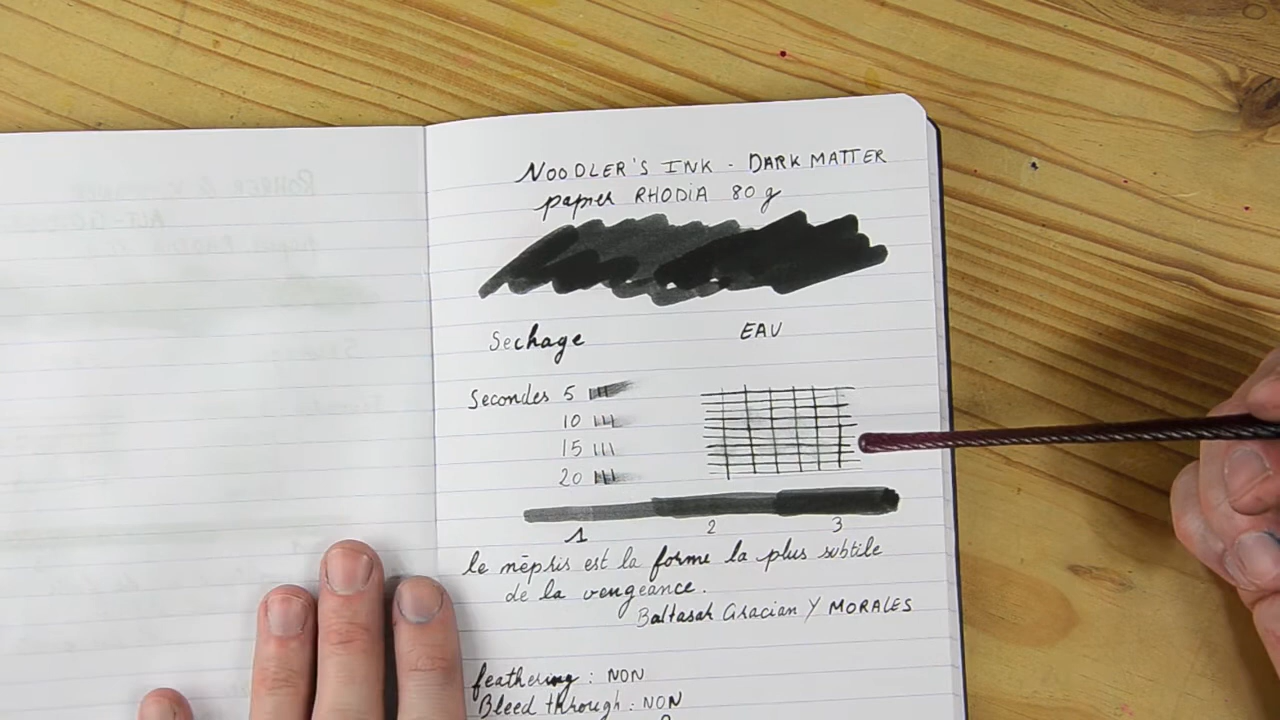 NOODLER'S INK - DARK MATTER
papier RHODIA 80 g
Sechage
EAU
Secondes 5
10
15
20
1 2 3
le mépris est la forme la plus subtile
de la vengeance.
Baltasar Gracian Y MORALES
feathering : NON
Bleed through : NON